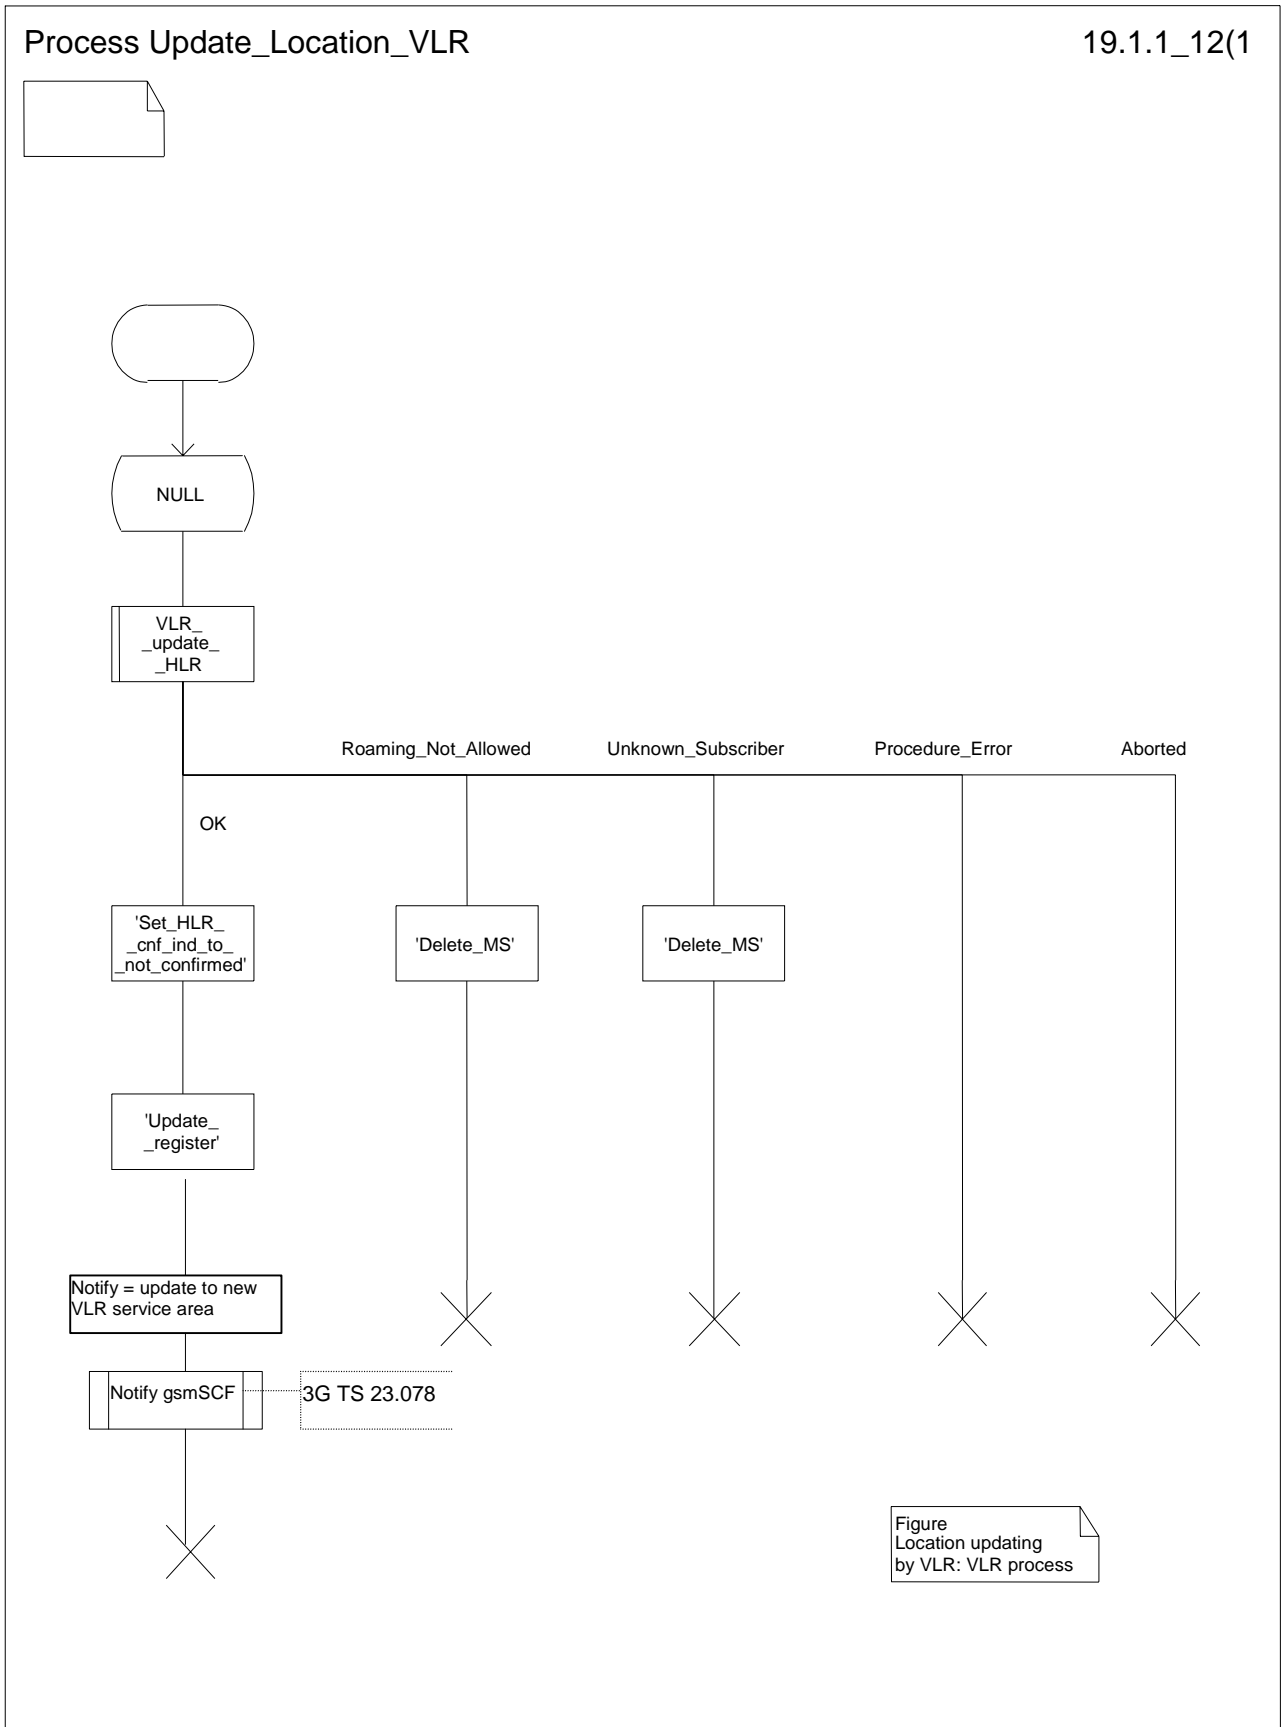 Process Update_Location_VLR
19.1.1_12(1
NULL
VLR_
_update_
_HLR
Roaming_Not_Allowed
Unknown_Subscriber
Procedure_Error
Aborted
OK
'Set_HLR_
_cnf_ind_to_
_not_confirmed'
'Delete_MS'
'Delete_MS'
'Update_
_register'
Notify = update to new
VLR service area
Notify gsmSCF
3G TS 23.078
Figure
Location updating
by VLR: VLR process